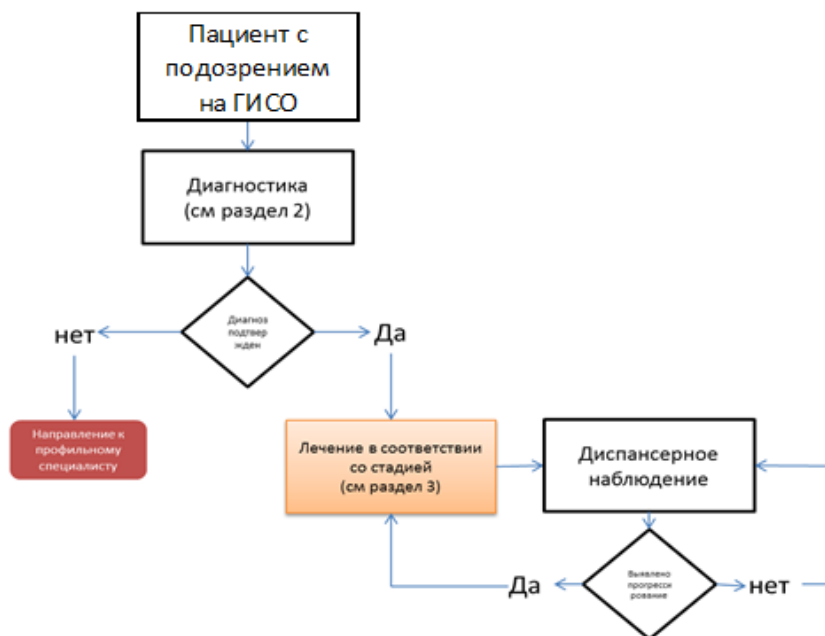 Пациент с
подозрением
на ГИСО
Диагностика
(см раздел 2)
Диагноз
подтвер
жден
нет
Да
Направление к
профильному
специалисту
Лечение в соответствии
со стадией
(см раздел 3)
Диспансерное
наблюдение
Выявлено
прогресси
рование
Да
нет